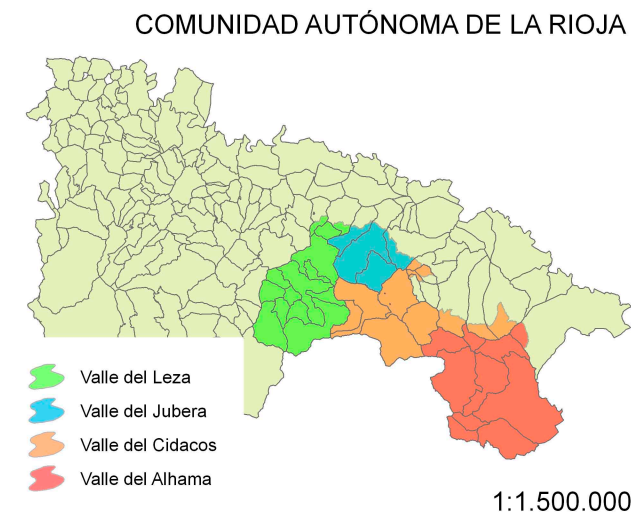 COMUNIDAD AUTÓNOMA DE LA RIOJA
Valle del Leza
Valle del Jubera
Valle del Cidacos
Valle del Alhama
1:1.500.000